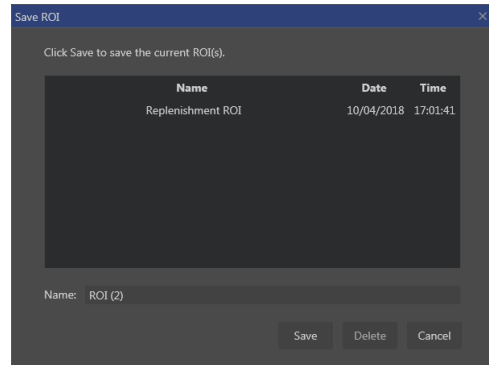 Save ROI
Click Save to save the current ROI(s).
Name Date Time
Replenishment ROI 10/04/2018 17:01:41
Name: ROI (2)
Save Delete Cancel